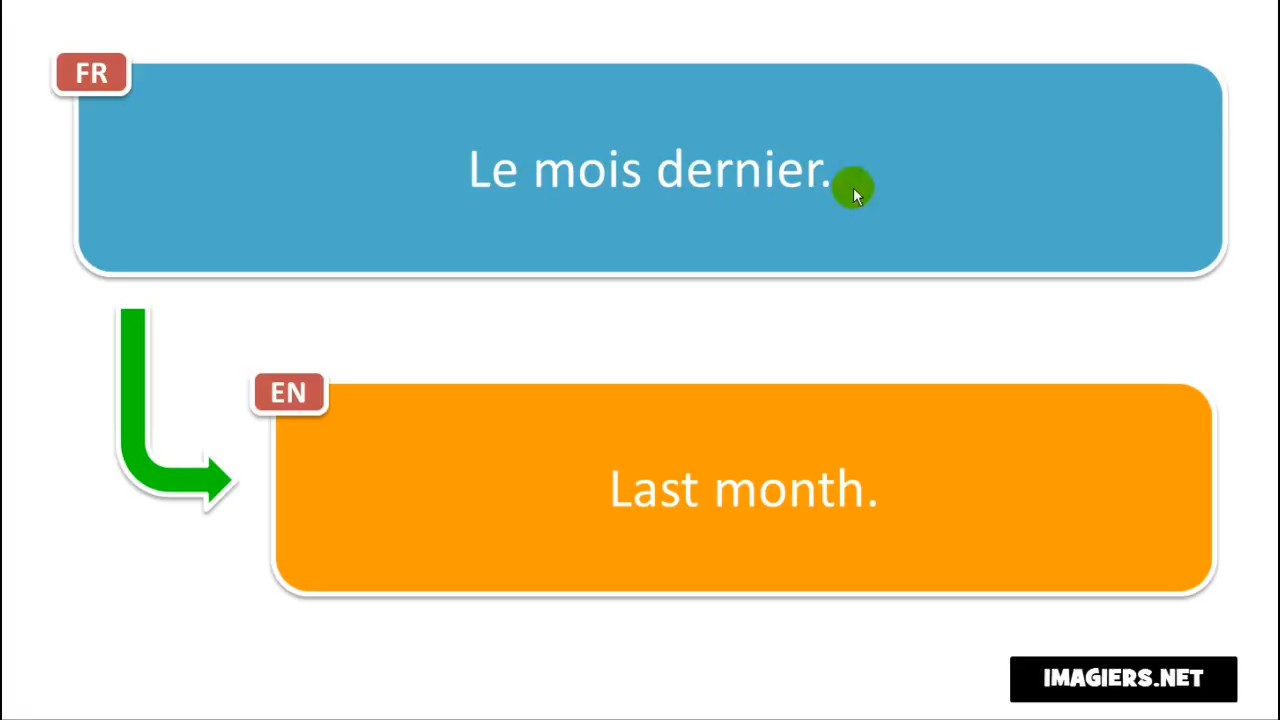 FR
Le mois dernier.
EN
Last month.
IMAGIERS.NET